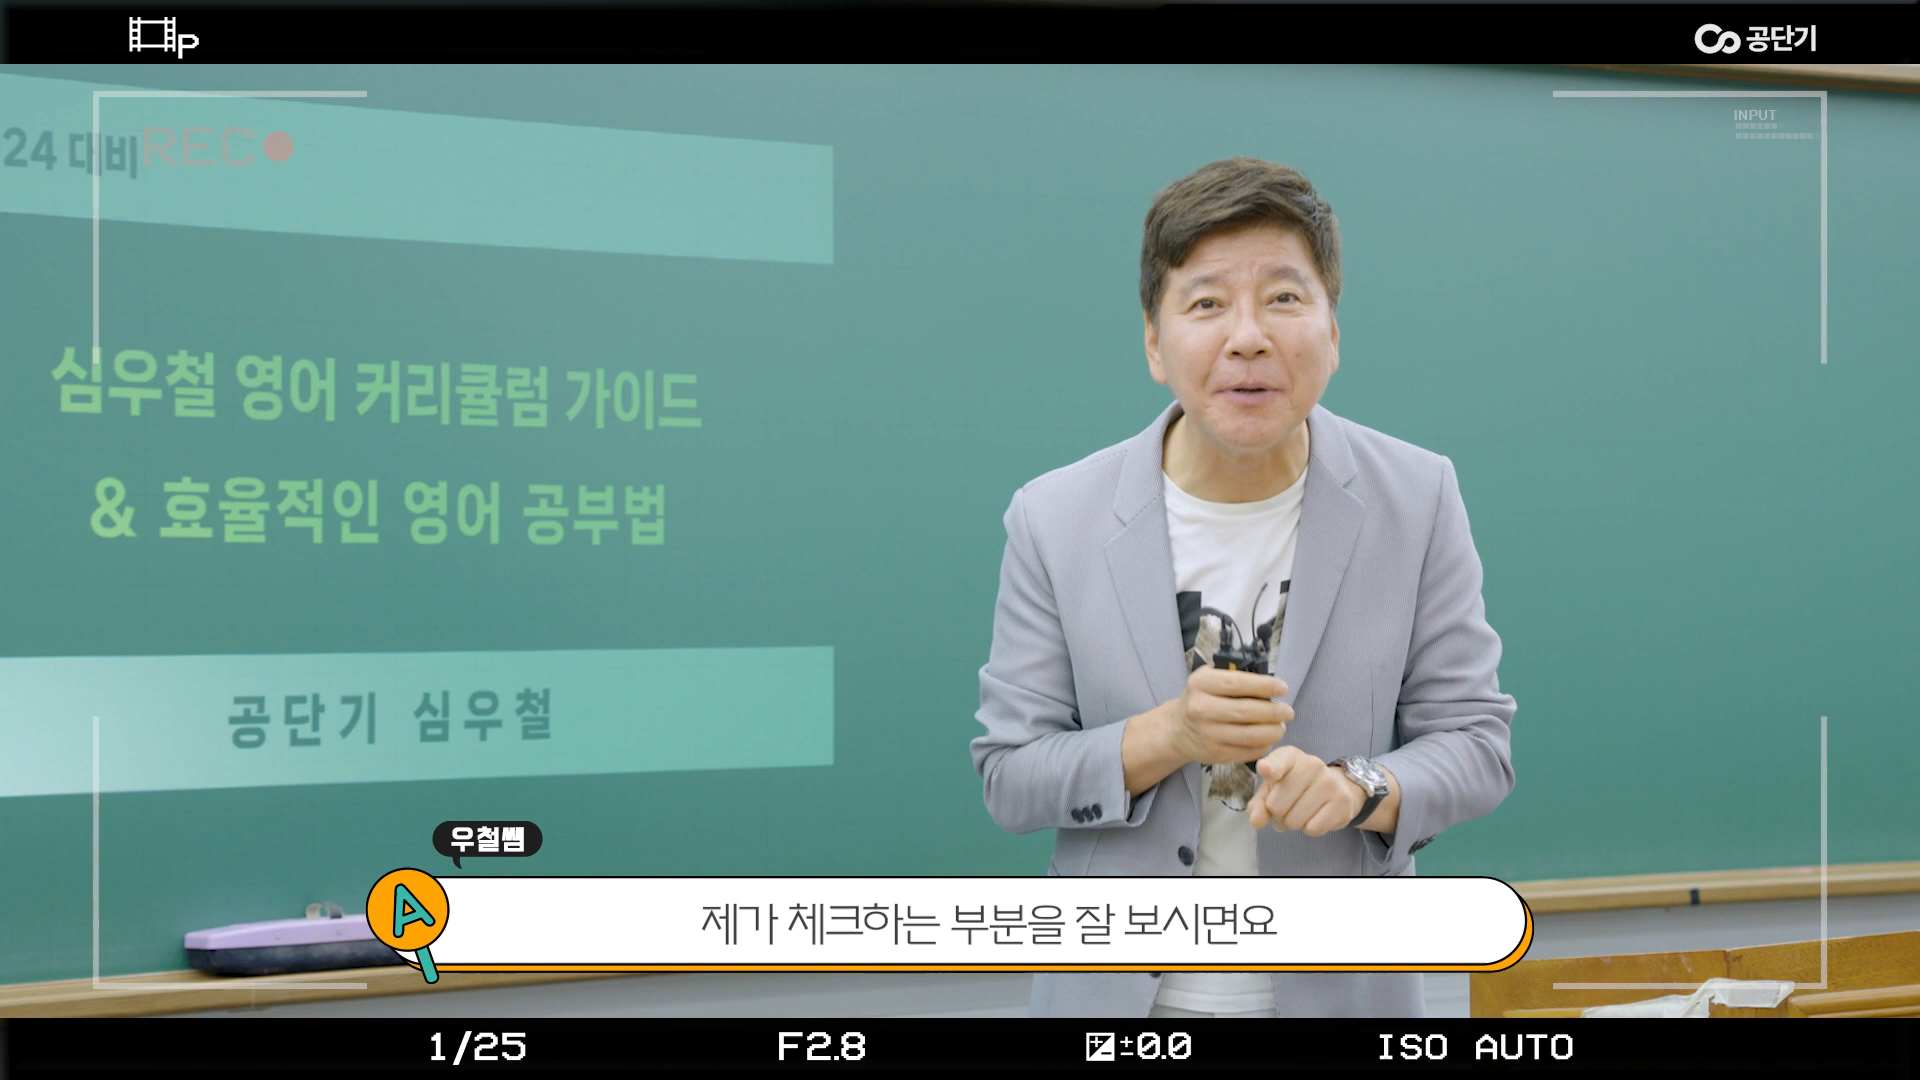 P
공단기
INPUT
24 대비
REC
심우철 영어 커리큘럼 가이드
& 효율적인 영어 공부법
공단기 심우철
우철쌤
A
제가 체크하는 부분을 잘 보시면요
1/25
F2.8
±0.0
ISO AUTO